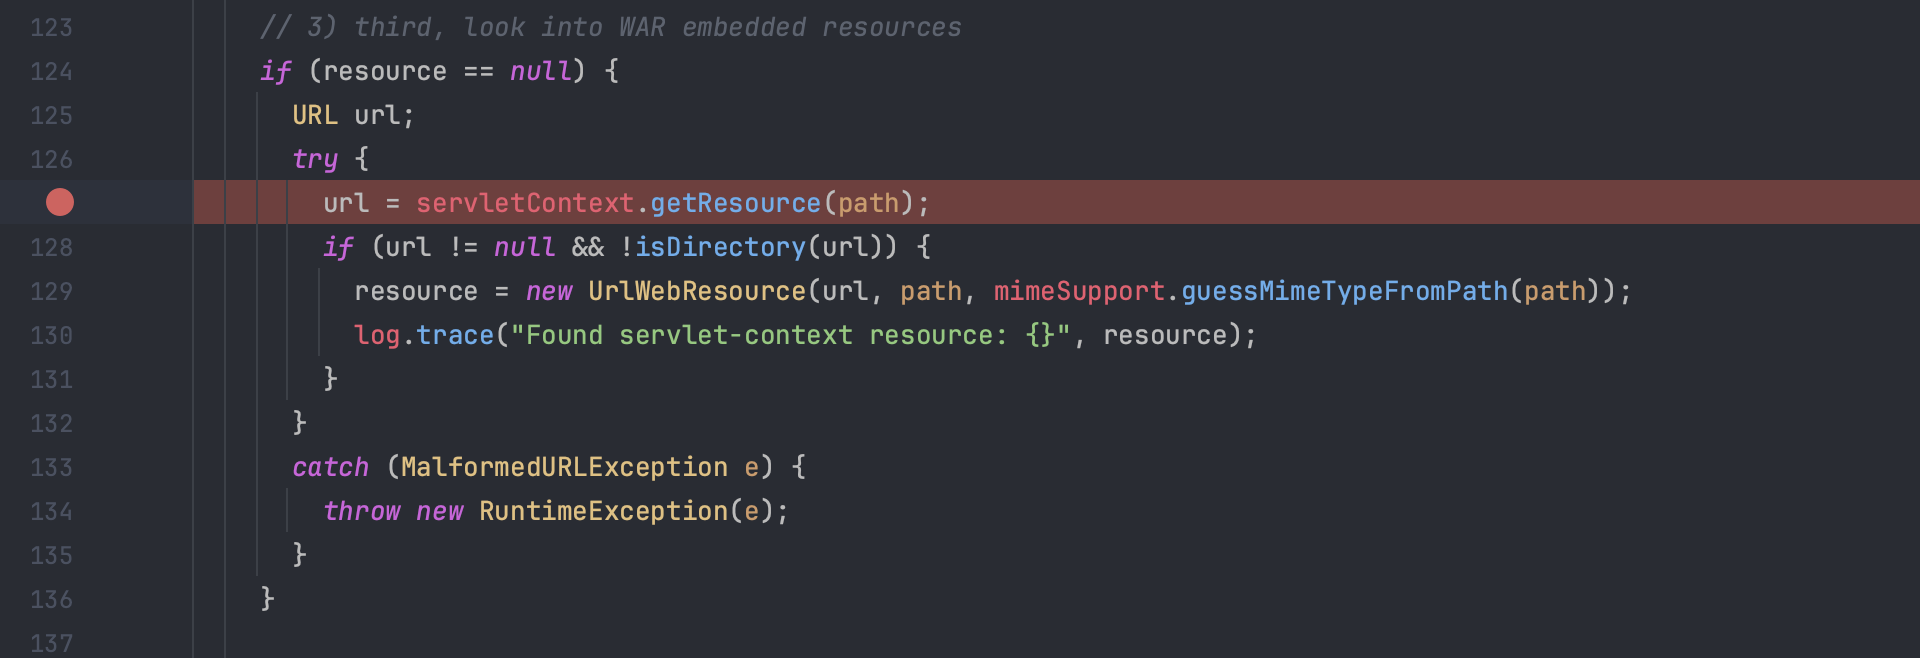 123 // 3) third, look into WAR embedded resources
124 if (resource == null) {
125 URL url;
126 try {
url = servletContext.getResource(path);
128 if (url != null && !isDirectory(url)) {
129 resource = new UrlWebResource(url, path, mimeSupport.guessMimeTypeFromPath(path));
130 log.trace("Found servlet-context resource: {}", resource);
131 }
132 }
133 catch (MalformedURLException e) {
134 throw new RuntimeException(e);
135 }
136 }
137